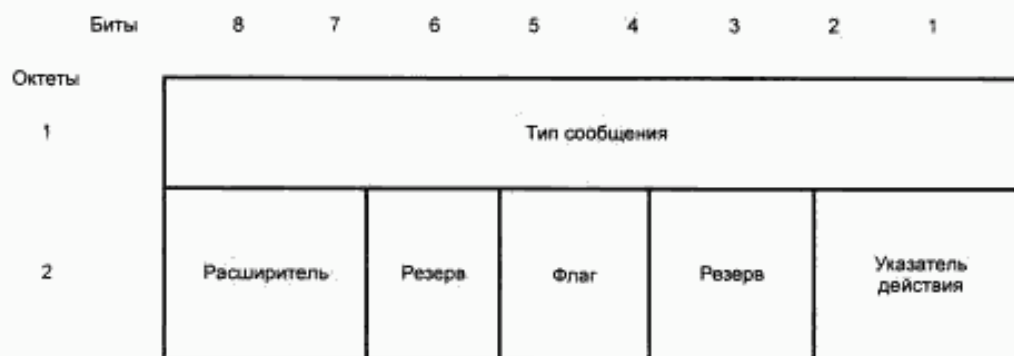 Биты 8 7 6 5 4 3 2 1
Октеты
1 Тип сообщения
2 Расширитель Резерв Флаг Резерв Указатель
действия